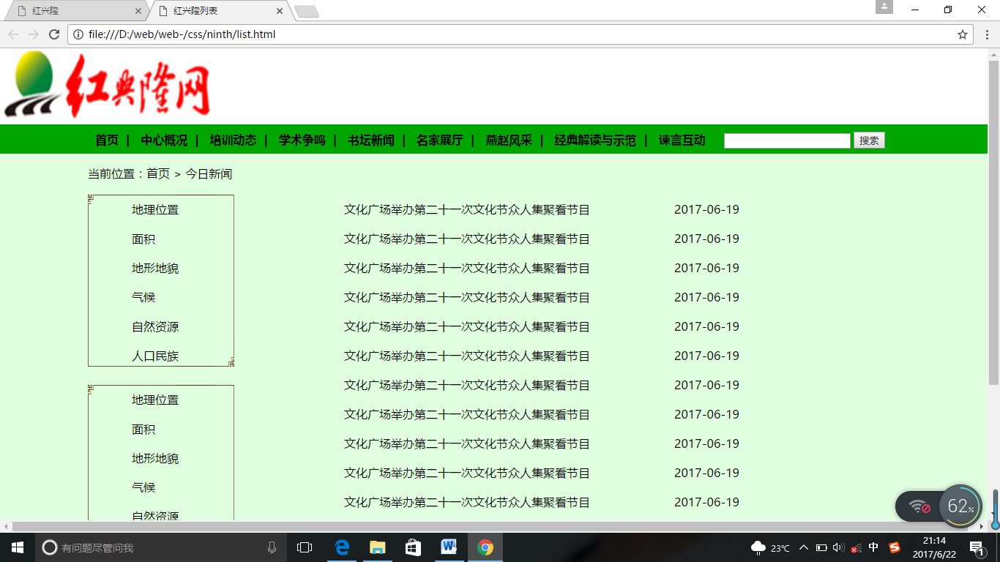 红兴隆
红兴隆列表
file:///D:/web/web-/css/ninth/list.html
红兴隆网
首页 | 中心概况 | 培训动态 | 学术争鸣 | 书坛新闻 | 名家展厅 | 燕赵风采 | 经典解读与示范 | 谏言互动 搜索
当前位置：首页 > 今日新闻
地理位置 文化广场举办第二十一次文化节众人集聚看节目 2017-06-19
面积 文化广场举办第二十一次文化节众人集聚看节目 2017-06-19
地形地貌 文化广场举办第二十一次文化节众人集聚看节目 2017-06-19
气候 文化广场举办第二十一次文化节众人集聚看节目 2017-06-19
自然资源 文化广场举办第二十一次文化节众人集聚看节目 2017-06-19
人口民族 文化广场举办第二十一次文化节众人集聚看节目 2017-06-19
文化广场举办第二十一次文化节众人集聚看节目 2017-06-19
地理位置
文化广场举办第二十一次文化节众人集聚看节目 2017-06-19
面积
文化广场举办第二十一次文化节众人集聚看节目 2017-06-19
地形地貌
文化广场举办第二十一次文化节众人集聚看节目 2017-06-19
气候
文化广场举办第二十一次文化节众人集聚看节目 2017-06-19
自然资源
62%
有问题尽管问我
23℃
中
21:14
2017/6/22
1